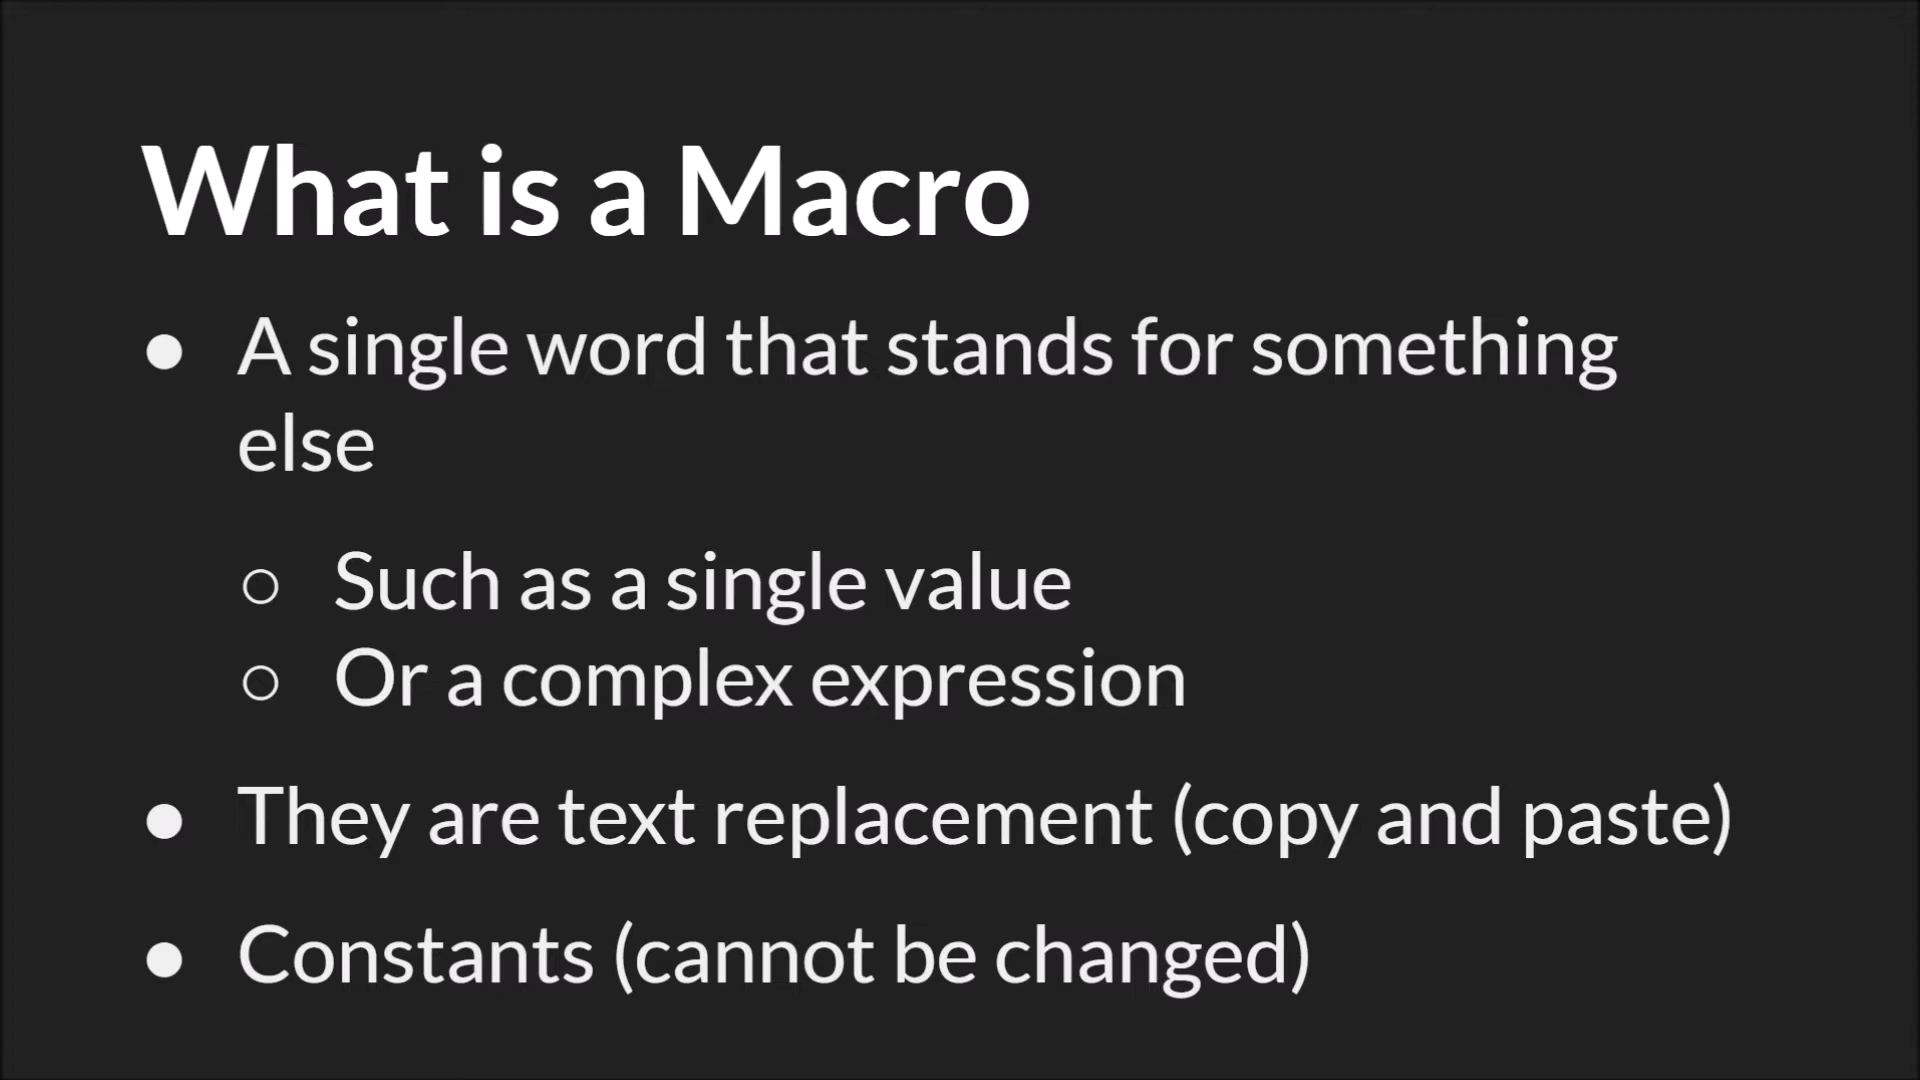 What is a Macro
● A single word that stands for something
else
○ Such as a single value
○ Or a complex expression
● They are text replacement (copy and paste)
● Constants (cannot be changed)